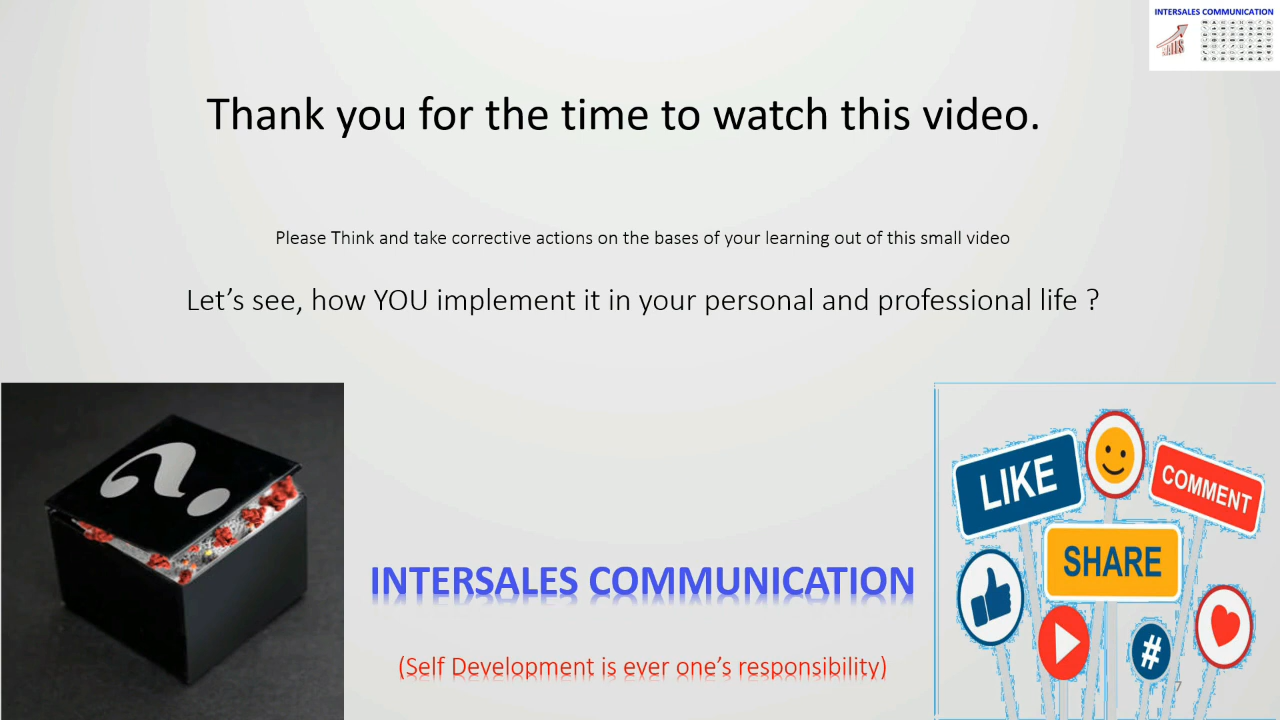 INTERSALES COMMUNICATION
Thank you for the time to watch this video.
Please Think and take corrective actions on the bases of your learning out of this small video
Let's see, how YOU implement it in your personal and professional life ?
?
LIKE
COMMENT
SHARE
#
INTERSALES COMMUNICATION
(Self Development is ever one's responsibility)
7